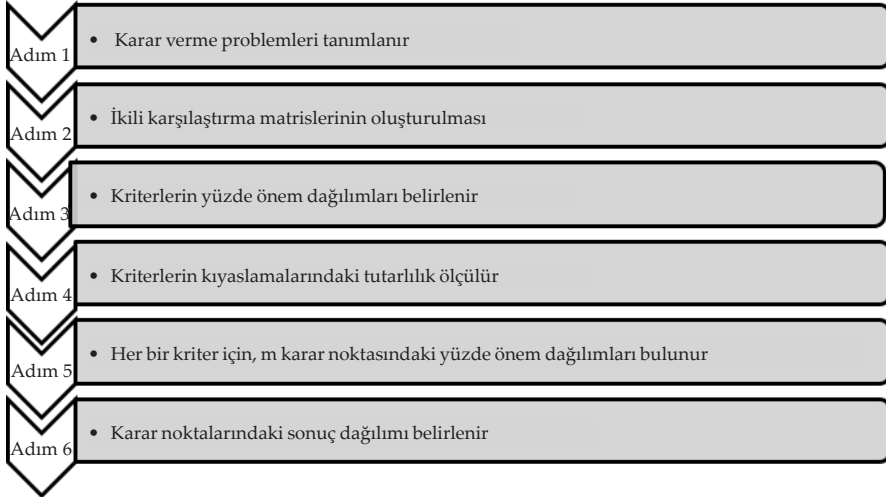 Adım 1 • Karar verme problemleri tanımlanır
Adım 2 • İkili karşılaştırma matrislerinin oluşturulması
Adım 3 • Kriterlerin yüzde önem dağılımları belirlenir
Adım 4 • Kriterlerin kıyaslamalarındaki tutarlılık ölçülür
Adım 5 • Her bir kriter için, m karar noktasındaki yüzde önem dağılımları bulunur
Adım 6 • Karar noktalarındaki sonuç dağılımı belirlenir